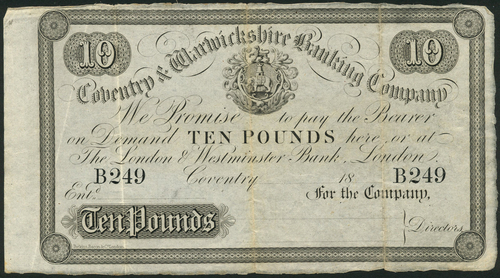 10 10
Coventry & Warwickshire Banking Company
We Promise to pay the Bearer
on Demand TEN POUNDS here, or at
The London & Westminster Bank, London.
B249 Coventry 18 B249
Entd. For the Company,
Ten Pounds
Directors.